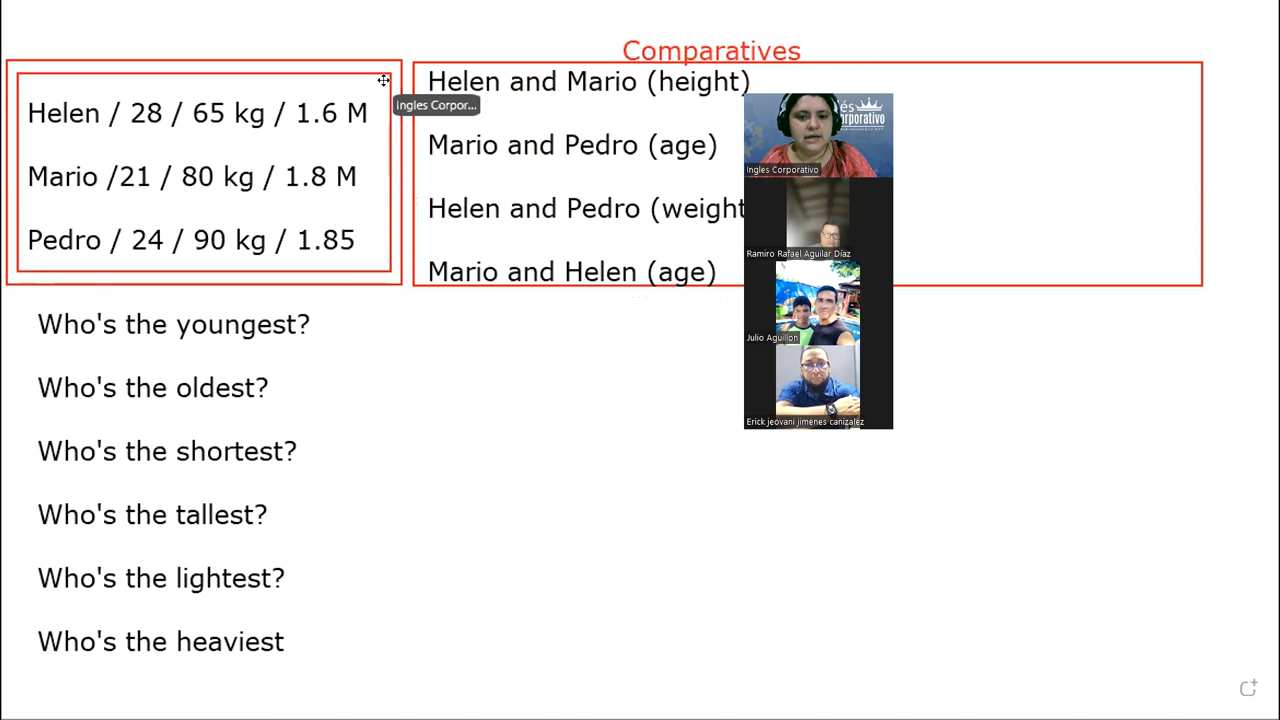 Comparatives
Helen / 28 / 65 kg / 1.6 M
Mario /21 / 80 kg / 1.8 M
Pedro / 24 / 90 kg / 1.85
Ingles Corpor...
Helen and Mario (height)
Mario and Pedro (age)
Helen and Pedro (weight
Mario and Helen (age)
Who's the youngest?
Who's the oldest?
Who's the shortest?
Who's the tallest?
Who's the lightest?
Who's the heaviest
Ingles Corporativo
Ramiro Rafael Aguilar Díaz
Julio Aguillon
Erick jeovani jimenes canizalez